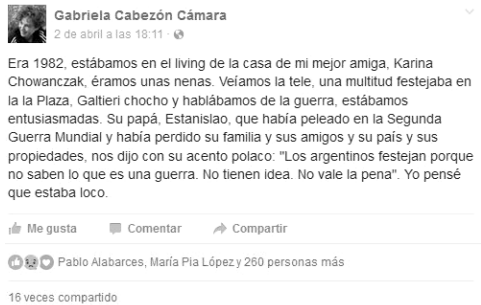 Gabriela Cabezón Cámara
2 de abril a las 18:11 ·
Era 1982, estábamos en el living de la casa de mi mejor amiga, Karina
Chowanczak, éramos unas nenas. Veíamos la tele, una multitud festejaba en
la la Plaza, Galtieri chocho y hablábamos de la guerra, estábamos
entusiasmadas. Su papá, Estanislao, que había peleado en la Segunda
Guerra Mundial y había perdido su familia y sus amigos y su país y sus
propiedades, nos dijo con su acento polaco: "Los argentinos festejan porque
no saben lo que es una guerra. No tienen idea. No vale la pena". Yo pensé
que estaba loco.
Me gusta Comentar Compartir
Pablo Alabarces, María Pia López y 260 personas más
16 veces compartido